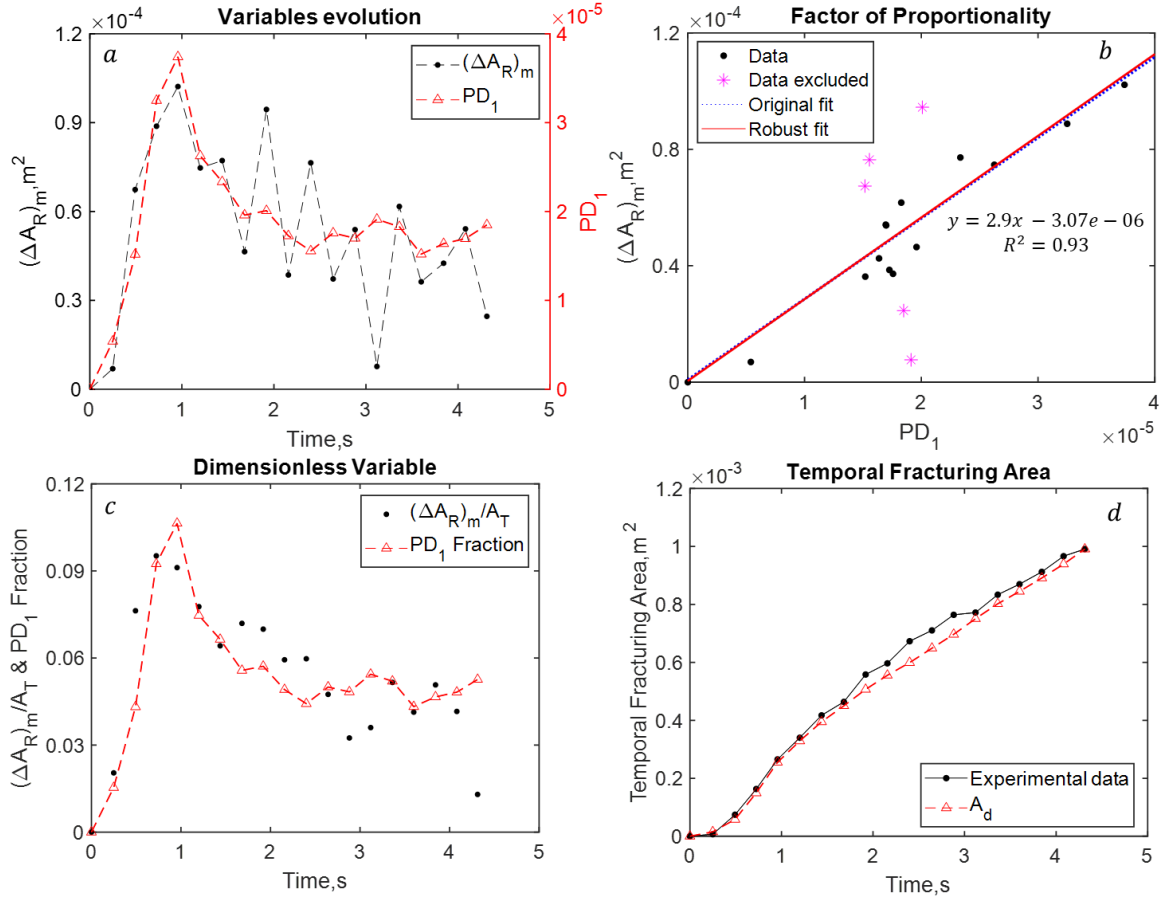 Variables evolution
×10⁻⁴
×10⁻⁵
a
(ΔA_R)_m
PD₁
1.2
0.9
0.6
0.3
0
4
3
2
1
0
(ΔA_R)_m,m²
PD₁
0 1 2 3 4 5
Time,s
Factor of Proportionality
×10⁻⁴
b
Data
Data excluded
Original fit
Robust fit
y = 2.9x − 3.07e − 06
R² = 0.93
1.2
0.8
0.4
0
(ΔA_R)_m,m²
0 1 2 3 4
PD₁
×10⁻⁵
Dimensionless Variable
c
(ΔA_R)_m/A_T
PD₁ Fraction
0.12
0.09
0.06
0.03
0
(ΔA_R)_m/A_T & PD₁ Fraction
0 1 2 3 4 5
Time,s
Temporal Fracturing Area
×10⁻³
d
1.2
1
0.8
0.6
0.4
0.2
0
Temporal Fracturing Area,m²
Experimental data
A_d
0 1 2 3 4 5
Time,s